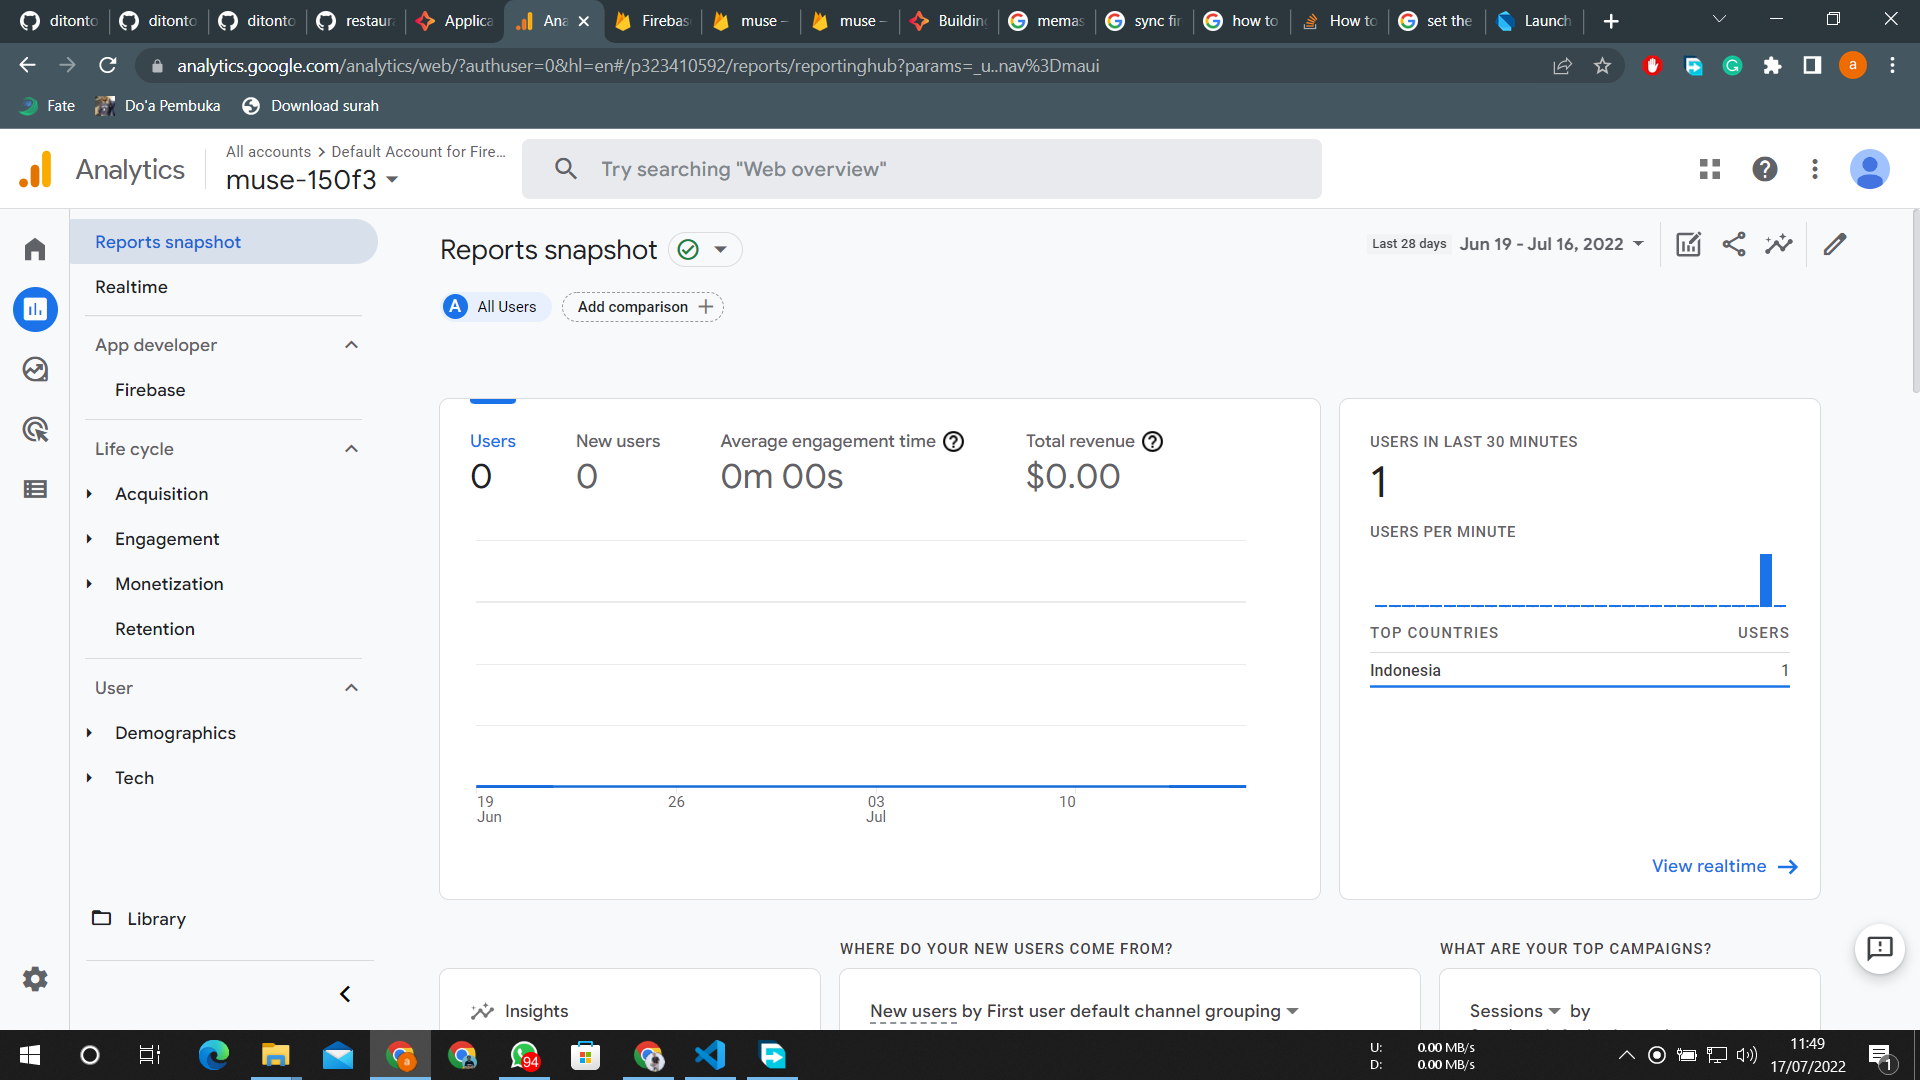 ditonto
ditonto
ditonto
restaura
Applica
Ana
Firebas
muse –
muse –
Building
memas
sync fir
how to
How to
set the
Launch
analytics.google.com/analytics/web/?authuser=0&hl=en#/p323410592/reports/reportinghub?params=_u..nav%3Dmaui
a
Fate
Do'a Pembuka
Download surah
Analytics
All accounts > Default Account for Fire...
muse-150f3
Try searching "Web overview"
Reports snapshot
Realtime
App developer
Firebase
Life cycle
Acquisition
Engagement
Monetization
Retention
User
Demographics
Tech
Library
Reports snapshot
Last 28 days
Jun 19 - Jul 16, 2022
A All Users
Add comparison +
Users
0
New users
0
Average engagement time
0m 00s
Total revenue
$0.00
19
Jun
26
03
Jul
10
USERS IN LAST 30 MINUTES
1
USERS PER MINUTE
TOP COUNTRIES USERS
Indonesia 1
View realtime
WHERE DO YOUR NEW USERS COME FROM?
WHAT ARE YOUR TOP CAMPAIGNS?
Insights
New users by First user default channel grouping
Sessions by
94
U: 0.00 MB/s
D: 0.00 MB/s
11:49
17/07/2022
1